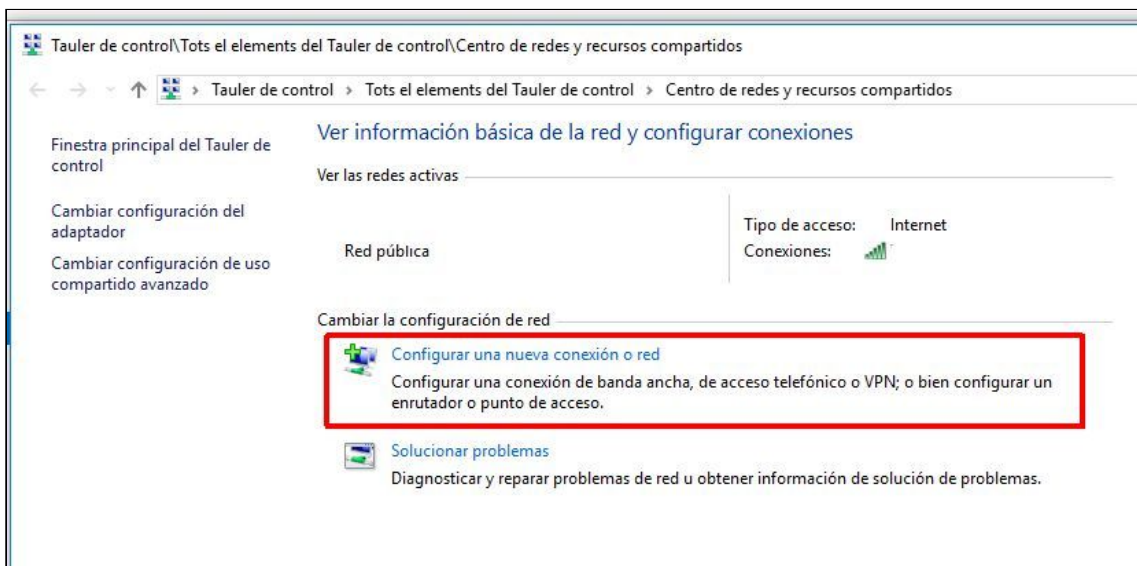 Tauler de control\Tots el elements del Tauler de control\Centro de redes y recursos compartidos
Tauler de control › Tots el elements del Tauler de control › Centro de redes y recursos compartidos
Finestra principal del Tauler de
control
Cambiar configuración del
adaptador
Cambiar configuración de uso
compartido avanzado
Ver información básica de la red y configurar conexiones
Ver las redes activas
Red pública
Tipo de acceso: Internet
Conexiones:
Cambiar la configuración de red
Configurar una nueva conexión o red
Configurar una conexión de banda ancha, de acceso telefónico o VPN; o bien configurar un
enrutador o punto de acceso.
Solucionar problemas
Diagnosticar y reparar problemas de red u obtener información de solución de problemas.